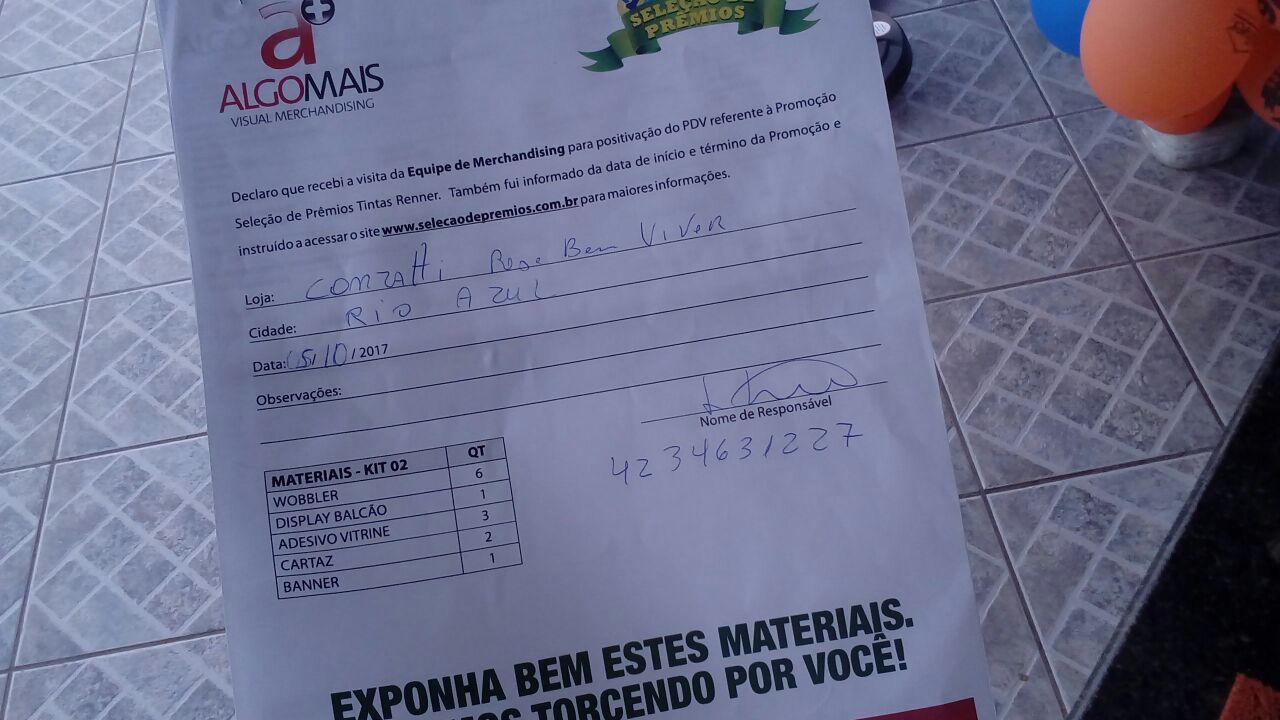 a+
ALGOMAIS
VISUAL MERCHANDISING
SELEÇÃO DE
PRÊMIOS
Declaro que recebi a visita da Equipe de Merchandising para positivação do PDV referente à Promoção
Seleção de Prêmios Tintas Renner. Também fui informado da data de início e término da Promoção e
instruído a acessar o site www.selecaodepremios.com.br para maiores informações.
Loja: Conzatti Rede Bem Viver
Cidade: Rio Azul
Data: 05/10/2017
Observações:
Nome de Responsável
42 34631227
MATERIAIS - KIT 02 QT
WOBBLER 6
DISPLAY BALCÃO 1
ADESIVO VITRINE 3
CARTAZ 2
BANNER 1
EXPONHA BEM ESTES MATERIAIS.
TORCENDO POR VOCÊ!